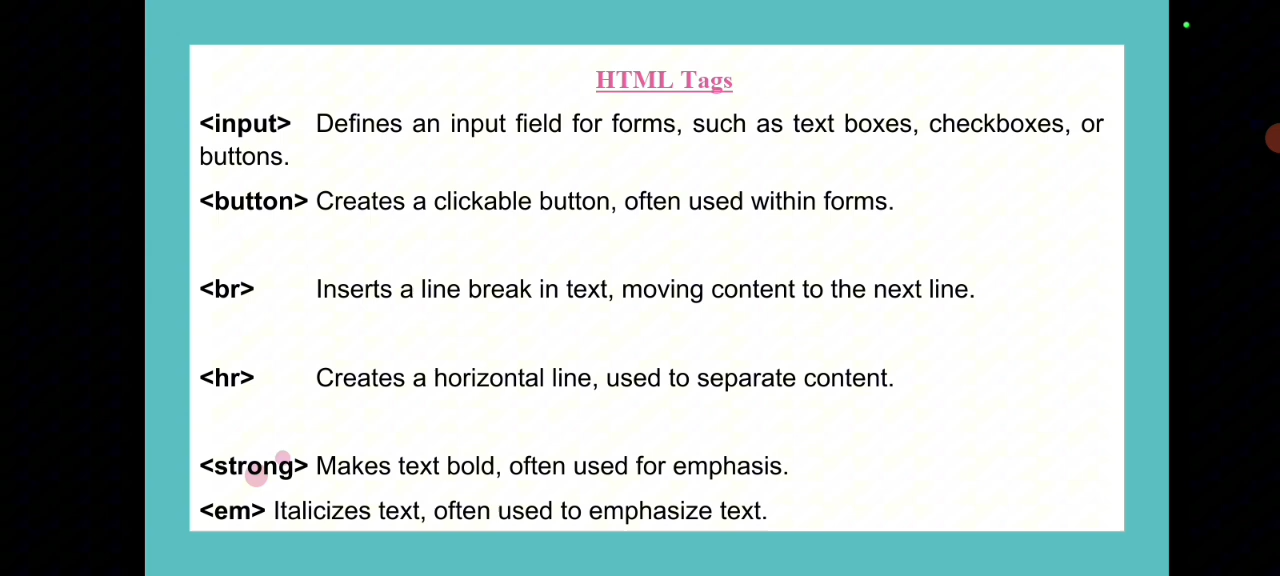 HTML Tags
<input> Defines an input field for forms, such as text boxes, checkboxes, or
buttons.
<button> Creates a clickable button, often used within forms.
<br> Inserts a line break in text, moving content to the next line.
<hr> Creates a horizontal line, used to separate content.
<strong> Makes text bold, often used for emphasis.
<em> Italicizes text, often used to emphasize text.